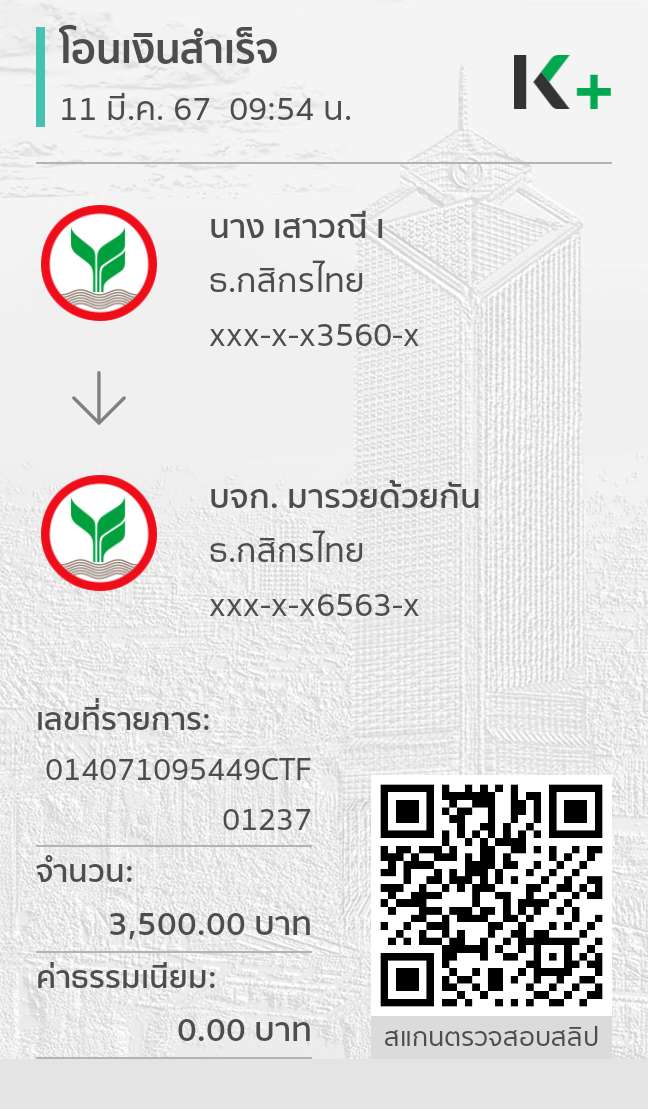 โอนเงินสำเร็จ
11 มี.ค. 67 09:54 น.
K+
นาง เสาวณี เ
ธ.กสิกรไทย
xxx-x-x3560-x
บจก. มารวยด้วยกัน
ธ.กสิกรไทย
xxx-x-x6563-x
เลขที่รายการ:
014071095449CTF
01237
จำนวน:
3,500.00 บาท
ค่าธรรมเนียม:
0.00 บาท
สแกนตรวจสอบสลิป